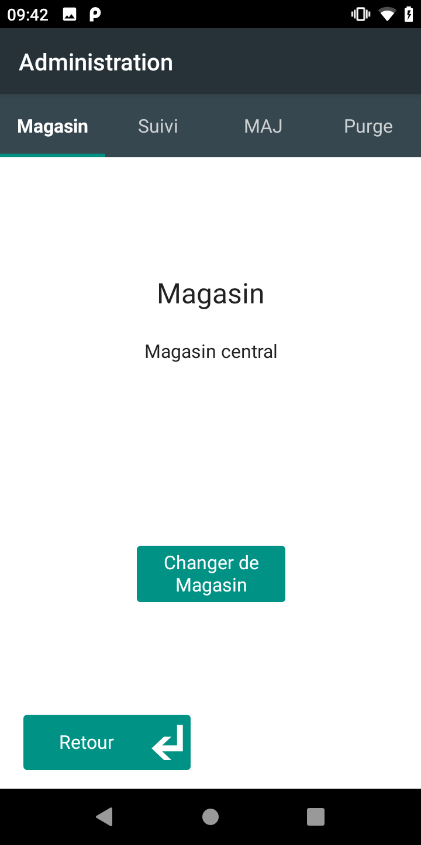 09:42
Administration
Magasin Suivi MAJ Purge
Magasin
Magasin central
Changer de
Magasin
Retour